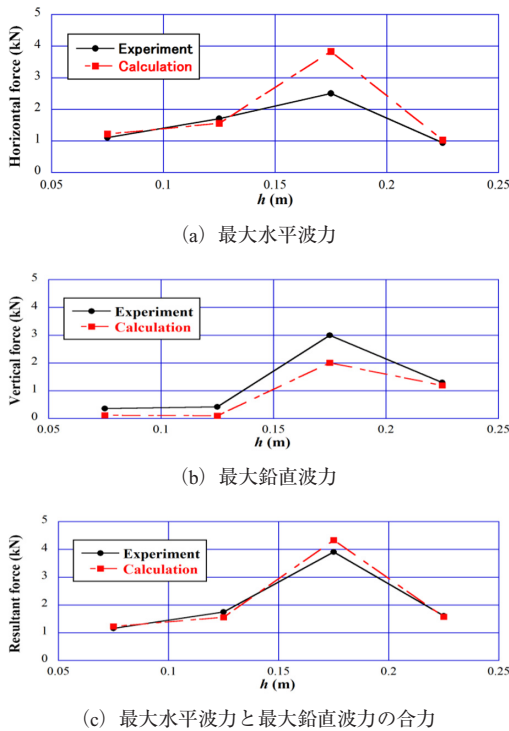 Horizontal force (kN)
5
4
3
2
1
0
Experiment
Calculation
0.05
0.1
0.15
0.2
0.25
h (m)
(a) 最大水平波力
Vertical force (kN)
5
4
3
2
1
0
Experiment
Calculation
0.05
0.1
0.15
0.2
0.25
h (m)
(b) 最大鉛直波力
Resultant force (kN)
5
4
3
2
1
0
Experiment
Calculation
0.05
0.1
0.15
0.2
0.25
h (m)
(c) 最大水平波力と最大鉛直波力の合力